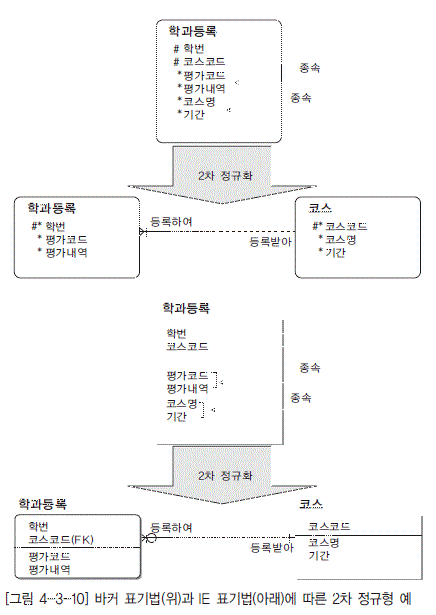 학과등록
# 학번
# 코스코드
* 평가코드
* 평가내역
* 코스명
* 기간
종속
종속
2차 정규화
학과등록
#* 학번
* 평가코드
* 평가내역
등록하여
등록받아
코스
#* 코스코드
* 코스명
* 기간
학과등록
학번
코스코드
평가코드
평가내역
코스명
기간
종속
종속
2차 정규화
학과등록
학번
코스코드(FK)
평가코드
평가내역
등록하여
등록받아
코스
코스코드
코스명
기간
[그림 4-3-10] 바커 표기법(위)과 IE 표기법(아래)에 따른 2차 정규형 예